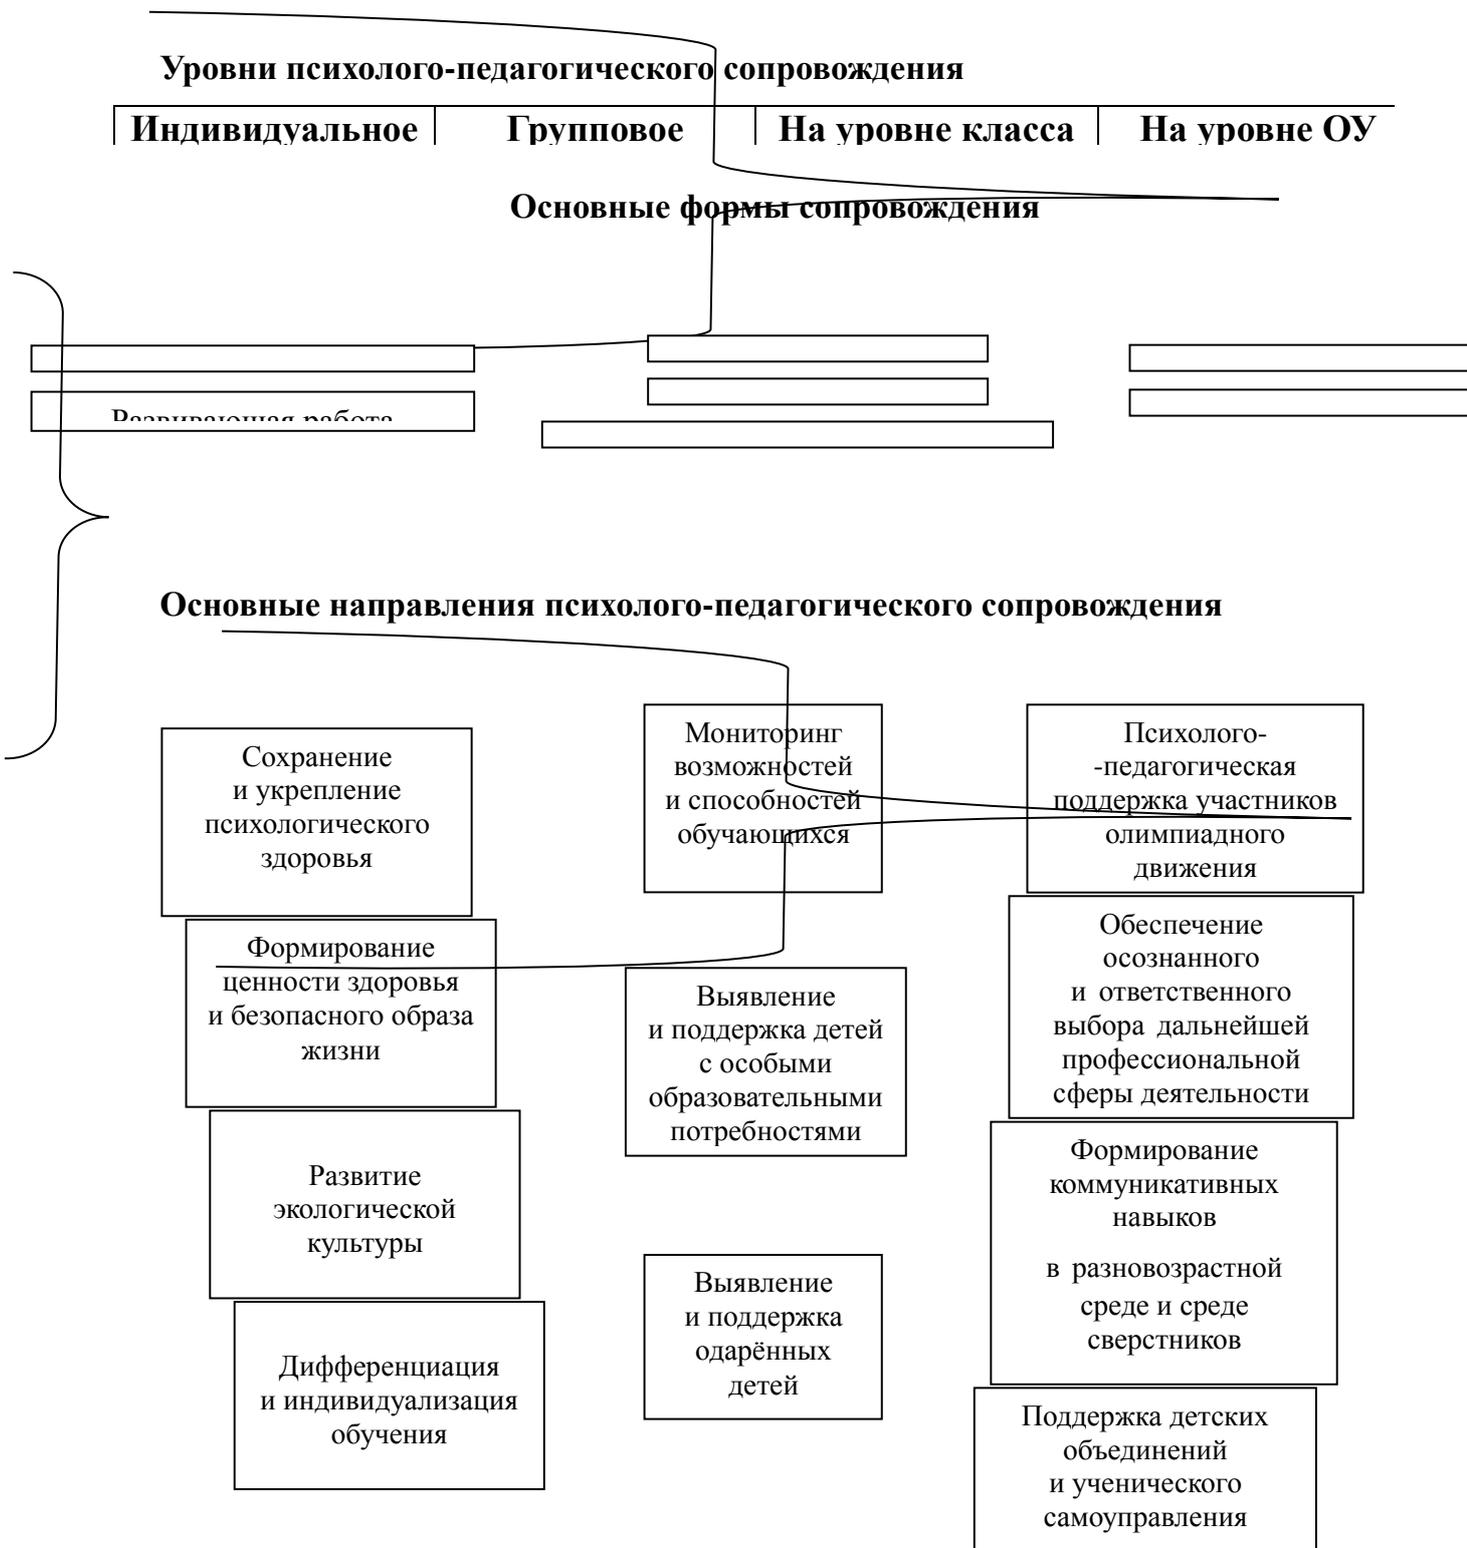 Уровни психолого-педагогического сопровождения
Индивидуальное
Групповое
На уровне класса
На уровне ОУ
Основные формы сопровождения
Развивающая работа
Основные направления психолого-педагогического сопровождения
Сохранение
и укрепление
психологического
здоровья
Формирование
ценности здоровья
и безопасного образа
жизни
Развитие
экологической
культуры
Дифференциация
и индивидуализация
обучения
Мониторинг
возможностей
и способностей
обучающихся
Выявление
и поддержка детей
с особыми
образовательными
потребностями
Выявление
и поддержка
одарённых
детей
Психолого-
-педагогическая
поддержка участников
олимпиадного
движения
Обеспечение
осознанного
и ответственного
выбора дальнейшей
профессиональной
сферы деятельности
Формирование
коммуникативных
навыков
в разновозрастной
среде и среде
сверстников
Поддержка детских
объединений
и ученического
самоуправления